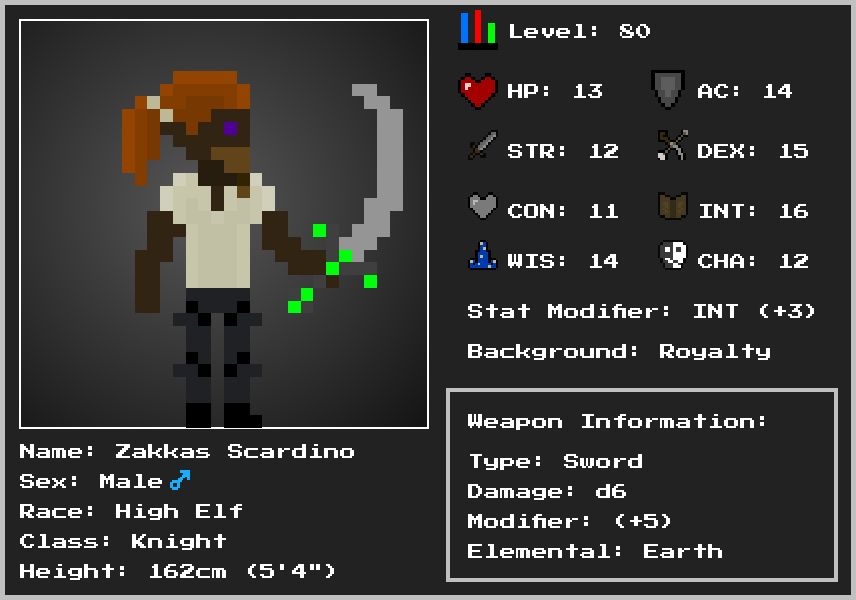 Level: 80
HP: 13
AC: 14
STR: 12
DEX: 15
CON: 11
INT: 16
WIS: 14
CHA: 12
Stat Modifier: INT (+3)
Background: Royalty
Weapon Information:
Type: Sword
Damage: d6
Modifier: (+5)
Elemental: Earth
Name: Zakkas Scardino
Sex: Male♂
Race: High Elf
Class: Knight
Height: 162cm (5'4")